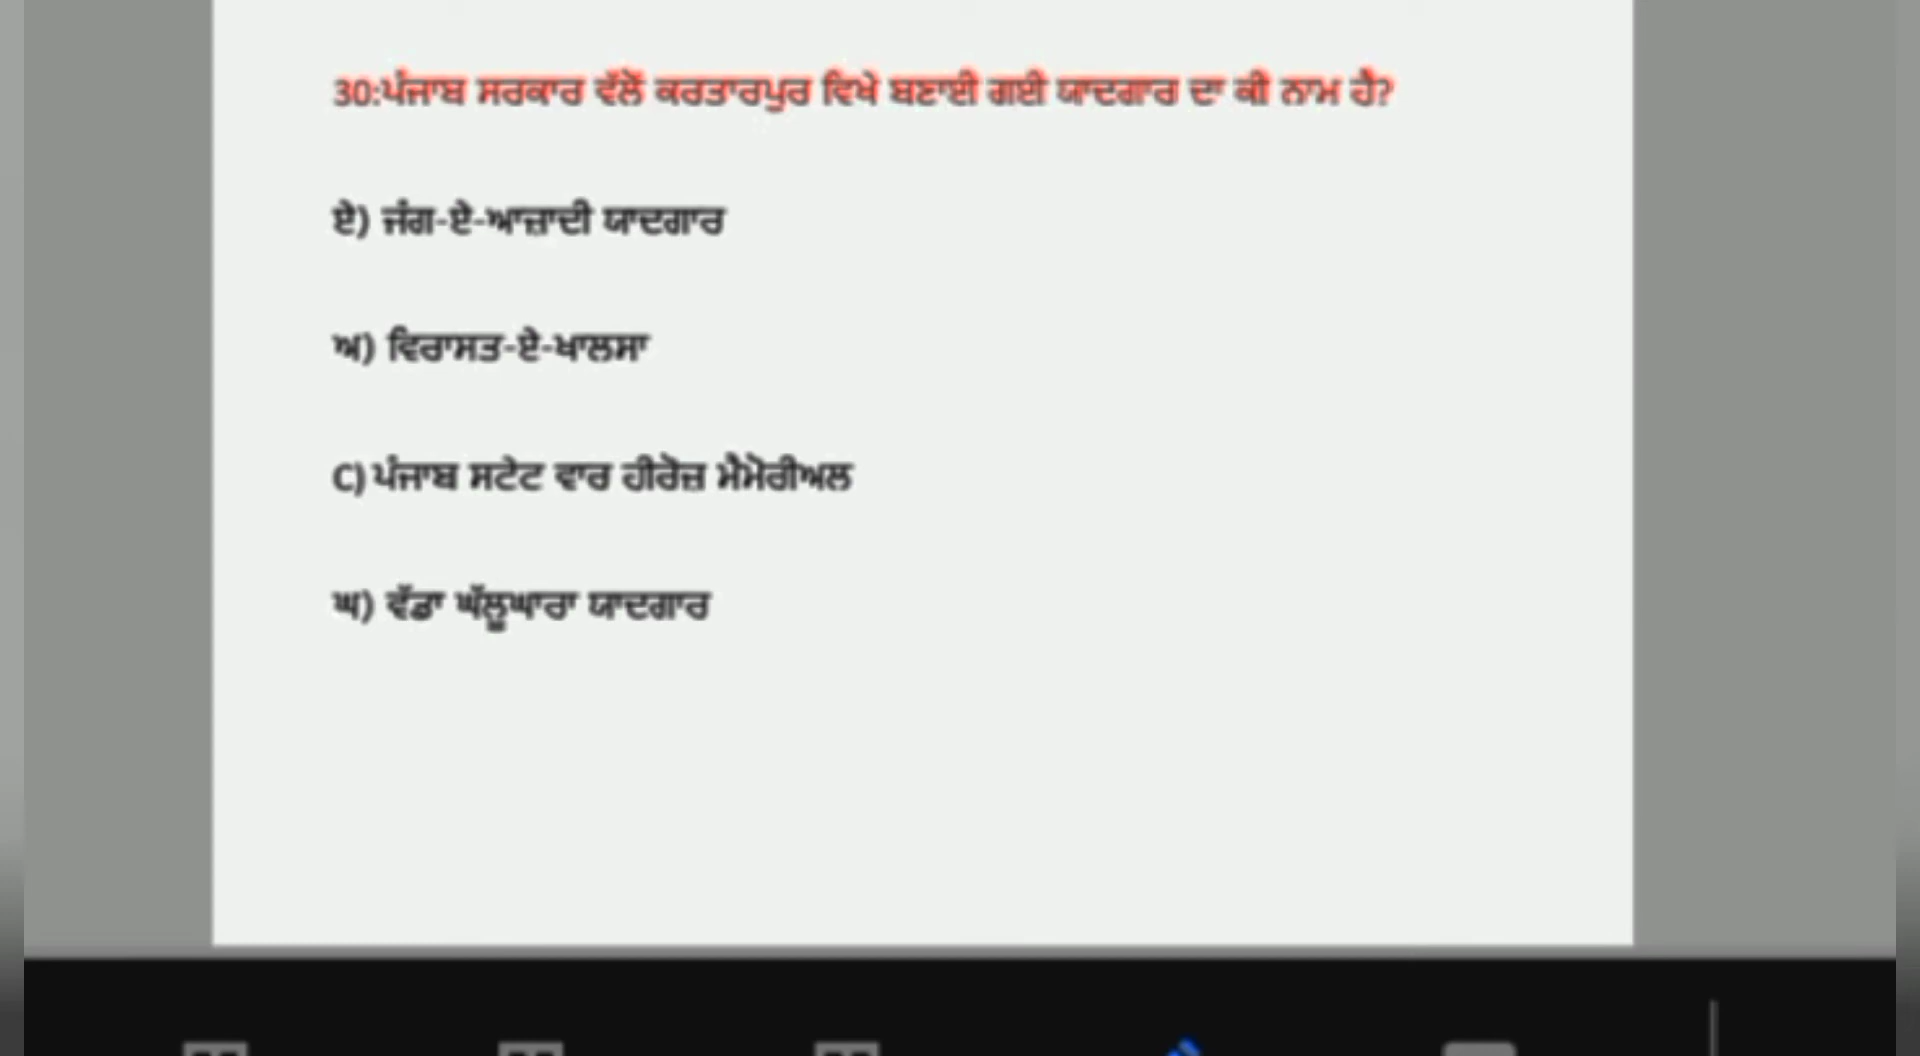 30:ਪੰਜਾਬ ਸਰਕਾਰ ਵੱਲੋਂ ਕਰਤਾਰਪੁਰ ਵਿਖੇ ਬਣਾਈ ਗਈ ਯਾਦਗਾਰ ਦਾ ਕੀ ਨਾਮ ਹੈ?
ਏ) ਜੰਗ-ਏ-ਆਜ਼ਾਦੀ ਯਾਦਗਾਰ
ਅ) ਵਿਰਾਸਤ-ਏ-ਖਾਲਸਾ
C) ਪੰਜਾਬ ਸਟੇਟ ਵਾਰ ਹੀਰੋਜ਼ ਮੈਮੋਰੀਅਲ
ਘ) ਵੱਡਾ ਘੱਲੂਘਾਰਾ ਯਾਦਗਾਰ